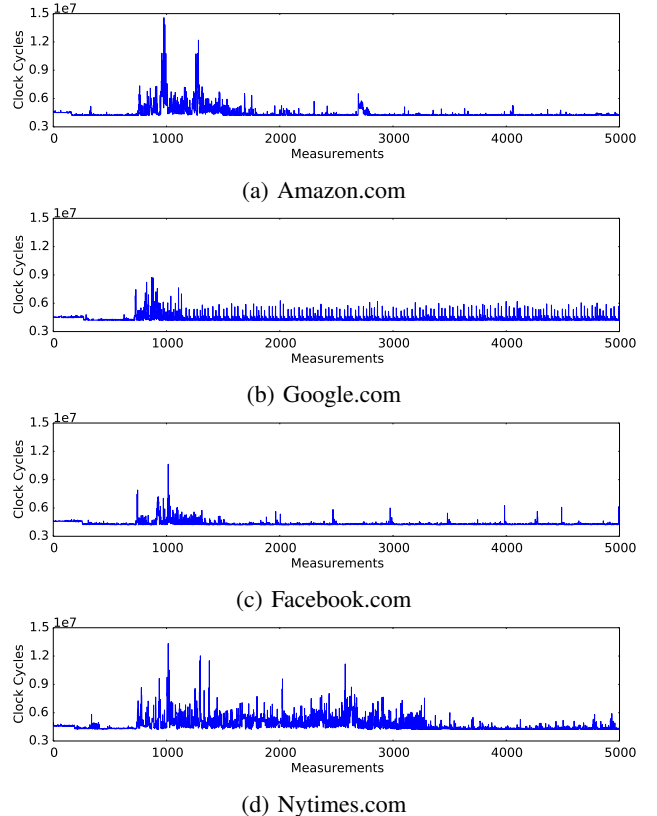 1e7
1.5
1.2
0.9
0.6
0.3
Clock Cycles
0 1000 2000 3000 4000 5000
Measurements
(a) Amazon.com
1e7
1.5
1.2
0.9
0.6
0.3
Clock Cycles
0 1000 2000 3000 4000 5000
Measurements
(b) Google.com
1e7
1.5
1.2
0.9
0.6
0.3
Clock Cycles
0 1000 2000 3000 4000 5000
Measurements
(c) Facebook.com
1e7
1.5
1.2
0.9
0.6
0.3
Clock Cycles
0 1000 2000 3000 4000 5000
Measurements
(d) Nytimes.com